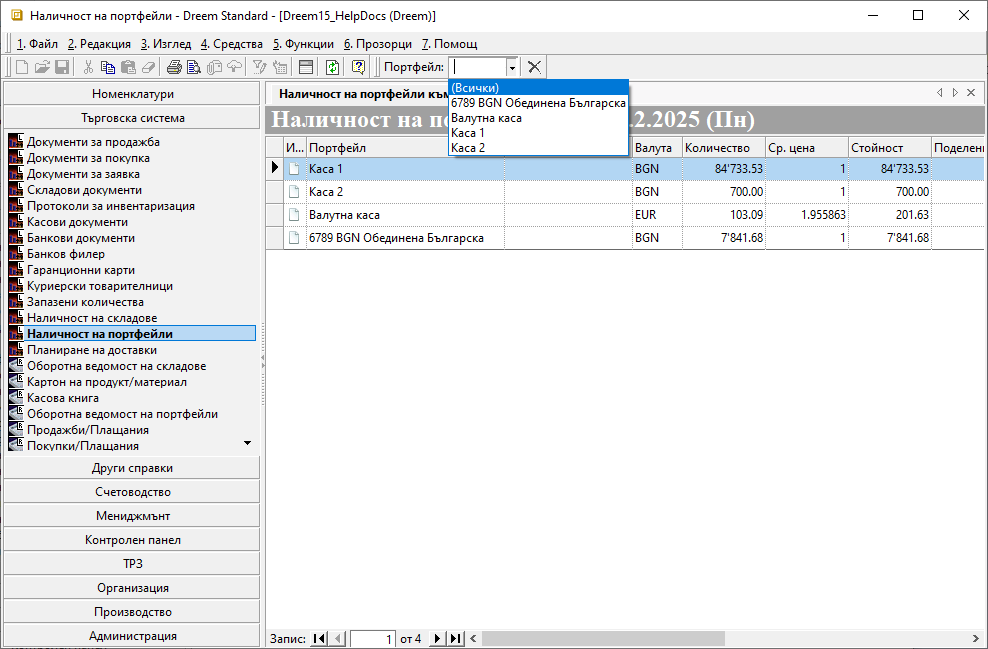 Наличност на портфейли - Dreem Standard - [Dreem15_HelpDocs (Dreem)]
1. Файл 2. Редакция 3. Изглед 4. Средства 5. Функции 6. Прозорци 7. Помощ
Портфейл:
(Всички)
6789 BGN Обединена Българска
Валутна каса
Каса 1
Каса 2
Номенклатури
Търговска система
Документи за продажба
Документи за покупка
Документи за заявка
Складови документи
Протоколи за инвентаризация
Касови документи
Банкови документи
Банков филер
Гаранционни карти
Куриерски товарителници
Запазени количества
Наличност на складове
Наличност на портфейли
Планиране на доставки
Оборотна ведомост на складове
Картон на продукт/материал
Касова книга
Оборотна ведомост на портфейли
Продажби/Плащания
Покупки/Плащания
Други справки
Счетоводство
Мениджмънт
Контролен панел
ТРЗ
Организация
Производство
Администрация
Наличност на портфейли към
Наличност на .2.2025 (Пн)
И... Портфейл Валута Количество Ср. цена Стойност
Каса 1 BGN 84'733.53 1 84'733.53
Каса 2 BGN 700.00 1 700.00
Валутна каса EUR 103.09 1.955863 201.63
6789 BGN Обединена Българска BGN 7'841.68 1 7'841.68
Запис: 1 от 4